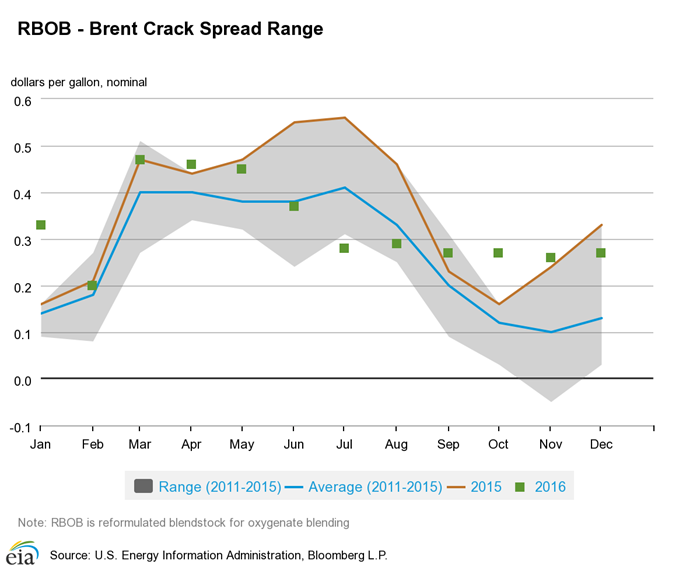 RBOB - Brent Crack Spread Range
dollars per gallon, nominal
0.6
0.5
0.4
0.3
0.2
0.1
0.0
-0.1
Jan Feb Mar Apr May Jun Jul Aug Sep Oct Nov Dec
Range (2011-2015) Average (2011-2015) 2015 2016
Note: RBOB is reformulated blendstock for oxygenate blending
eia Source: U.S. Energy Information Administration, Bloomberg L.P.